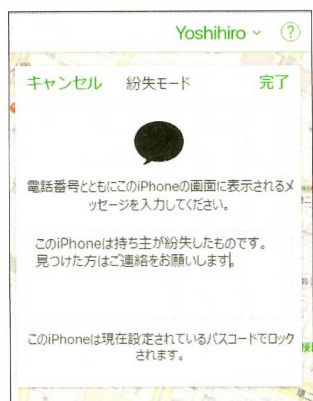 Yoshihiro ?
キャンセル 紛失モード 完了
電話番号とともにこのiPhoneの画面に表示されるメ
ッセージを入力してください。
このiPhoneは持ち主が紛失したものです。
見つけた方はご連絡をお願いします。
このiPhoneは現在設定されているパスコードでロック
されます。